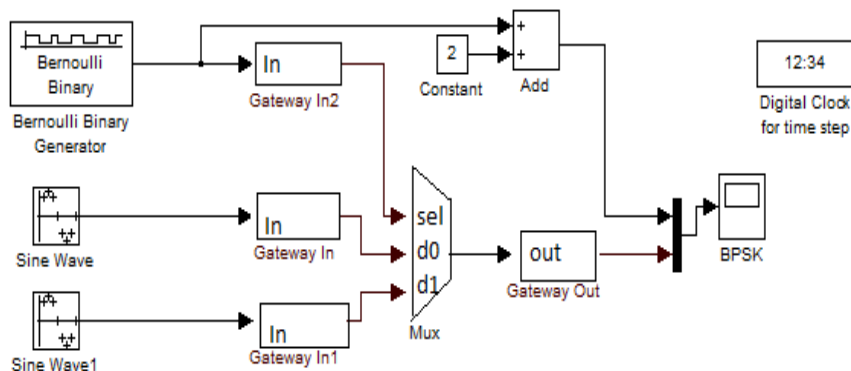 Bernoulli
Binary
Bernoulli Binary
Generator
In
Gateway In2
2
Constant
+
+
Add
12:34
Digital Clock
for time step
Sine Wave
In
Gateway In
sel
d0
d1
Mux
out
Gateway Out
BPSK
Sine Wave1
In
Gateway In1